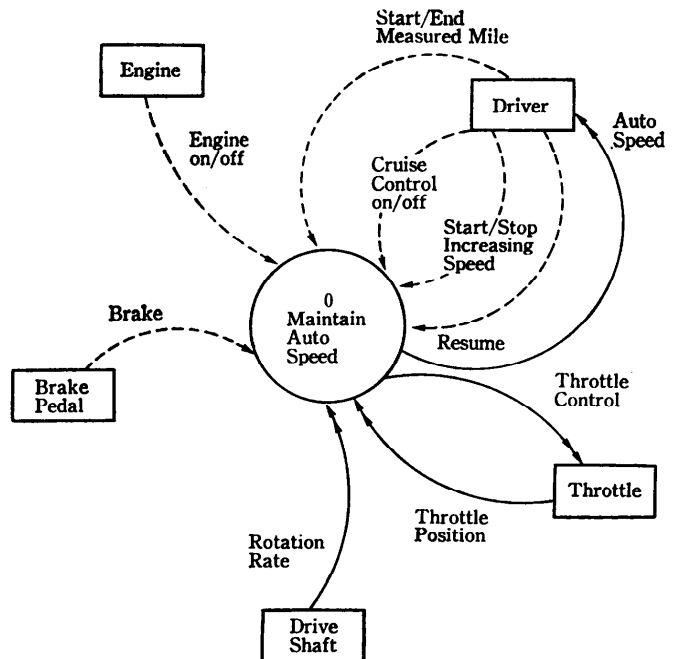 Start/End
Measured Mile
Engine
Driver
Auto
Speed
Engine
on/off
Cruise
Control
on/off
Start/Stop
Increasing
Speed
0
Maintain
Auto
Speed
Brake
Resume
Brake
Pedal
Throttle
Control
Throttle
Throttle
Position
Rotation
Rate
Drive
Shaft